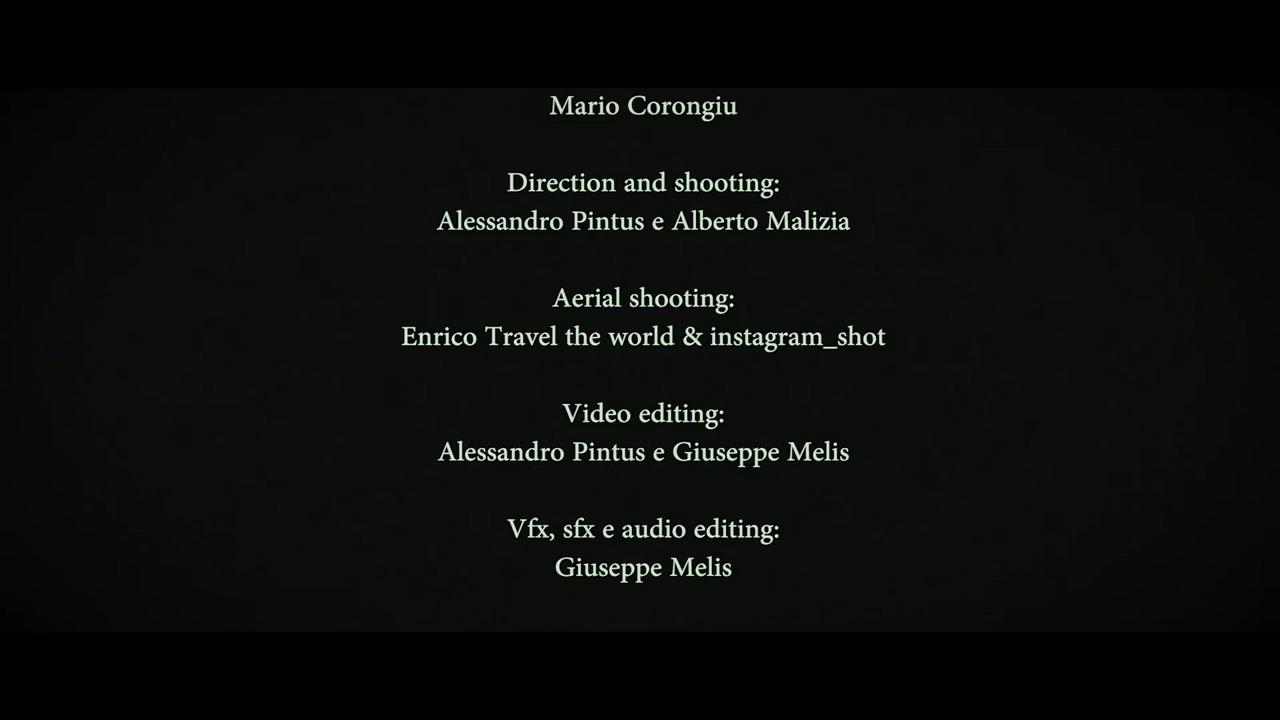 Mario Corongiu
Direction and shooting:
Alessandro Pintus e Alberto Malizia
Aerial shooting:
Enrico Travel the world & instagram_shot
Video editing:
Alessandro Pintus e Giuseppe Melis
Vfx, sfx e audio editing:
Giuseppe Melis